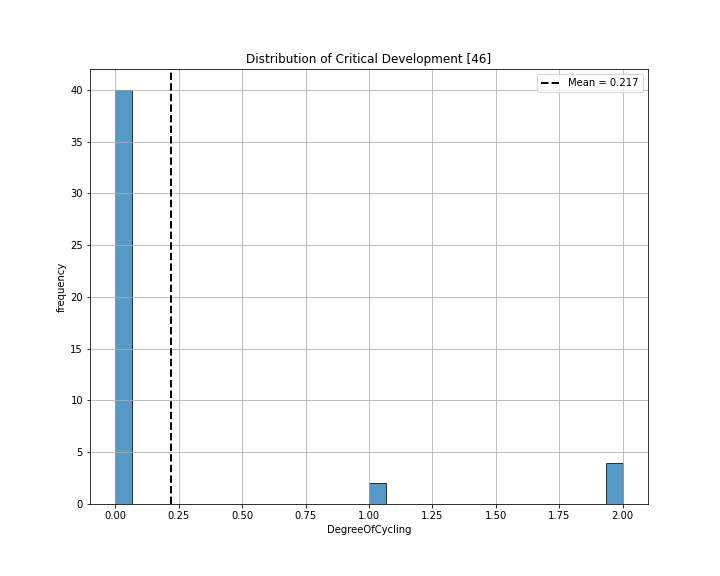 Distribution of Critical Development [46]
Mean = 0.217
40
35
30
25
20
15
10
5
0
frequency
0.00 0.25 0.50 0.75 1.00 1.25 1.50 1.75 2.00
DegreeOfCycling